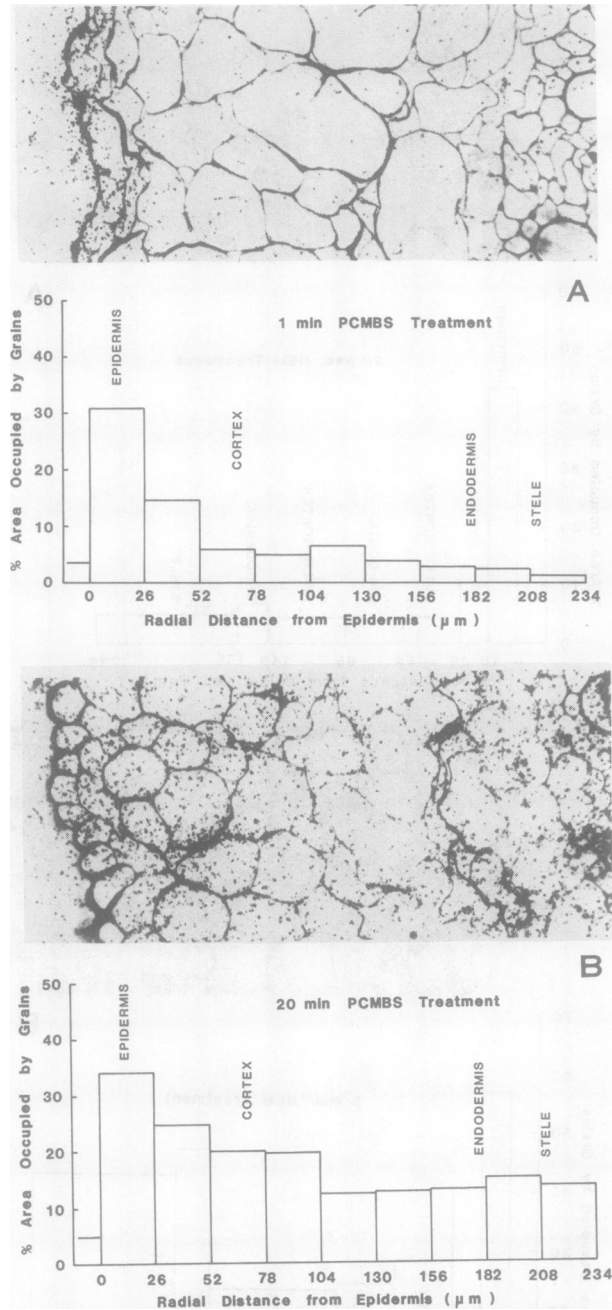 A
50
40
30
20
10
0
% Area Occupied by Grains
1 min PCMBS Treatment
EPIDERMIS
CORTEX
ENDODERMIS
STELE
0 26 52 78 104 130 156 182 208 234
Radial Distance from Epidermis (µm)
B
50
40
30
20
10
0
% Area Occupied by Grains
20 min PCMBS Treatment
EPIDERMIS
CORTEX
ENDODERMIS
STELE
0 26 52 78 104 130 156 182 208 234
Radial Distance from Epidermis (µm)